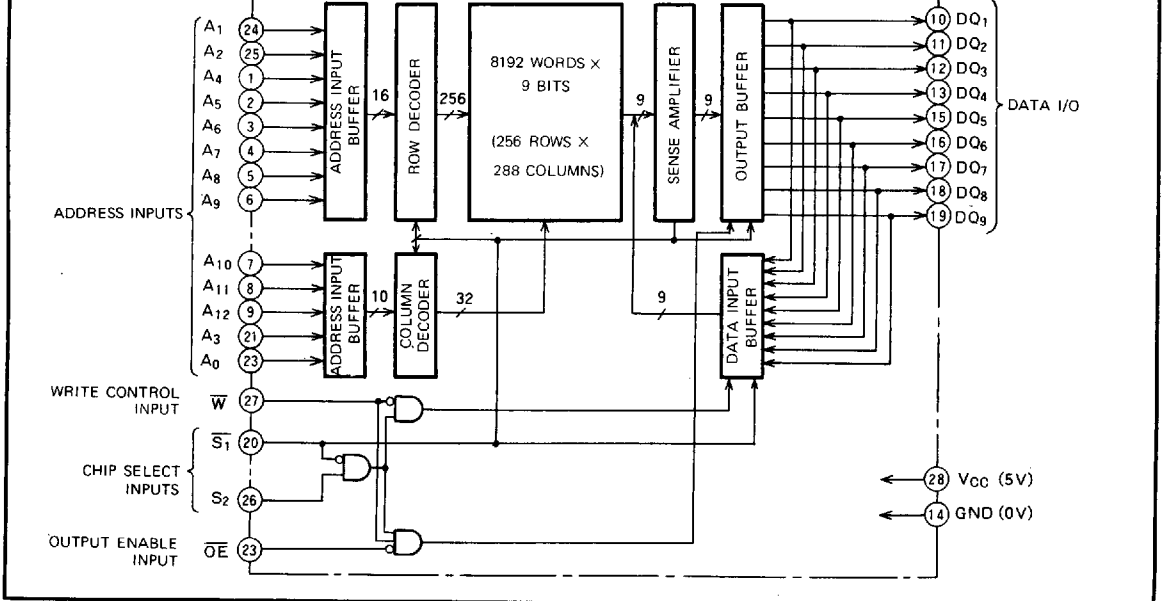 A1 24
A2 25
A4 1
A5 2
A6 3
A7 4
A8 5
A9 6
ADDRESS INPUTS
A10 7
A11 8
A12 9
A3 21
A0 23
ADDRESS INPUT
BUFFER
16
ROW DECODER
256
8192 WORDS ×
9 BITS
(256 ROWS ×
288 COLUMNS)
9
SENSE AMPLIFIER
9
OUTPUT BUFFER
10 DQ1
11 DQ2
12 DQ3
13 DQ4
15 DQ5
16 DQ6
17 DQ7
18 DQ8
19 DQ9
DATA I/O
ADDRESS INPUT
BUFFER
10
COLUMN
DECODER
32
9
DATA INPUT
BUFFER
WRITE CONTROL
INPUT
W̅ 27
S̅1̅ 20
CHIP SELECT
INPUTS
S2 26
OUTPUT ENABLE
INPUT
O̅E̅ 23
28 VCC (5V)
14 GND (0V)